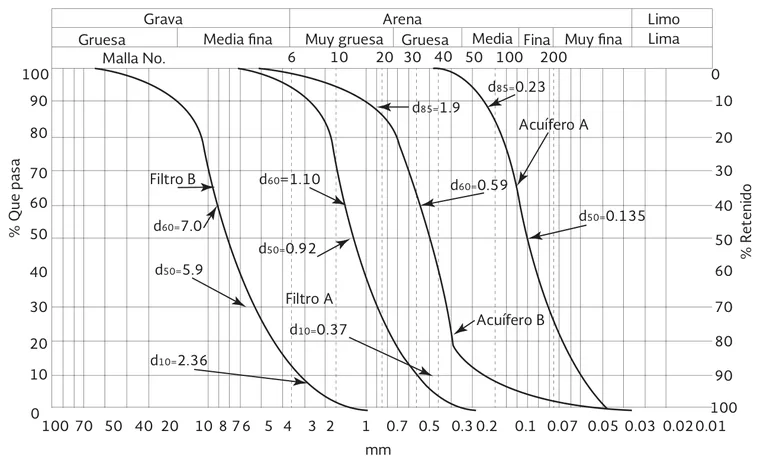 Grava Arena Limo
Gruesa Media fina Muy gruesa Gruesa Media Fina Muy fina Lima
Malla No. 6 10 20 30 40 50 100 200
100 0
90 10
80 20
70 30
60 40
50 50
40 60
30 70
20 80
10 90
0 100
% Que pasa
% Retenido
d85=0.23
d85=1.9
Acuífero A
Filtro B
d60=1.10
d60=0.59
d60=7.0
d50=0.135
d50=0.92
d50=5.9
Filtro A
Acuífero B
d10=0.37
d10=2.36
100 70 50 40 20 10 8 7 6 5 4 3 2 1 0.7 0.5 0.3 0.2 0.1 0.07 0.05 0.03 0.02 0.01
mm